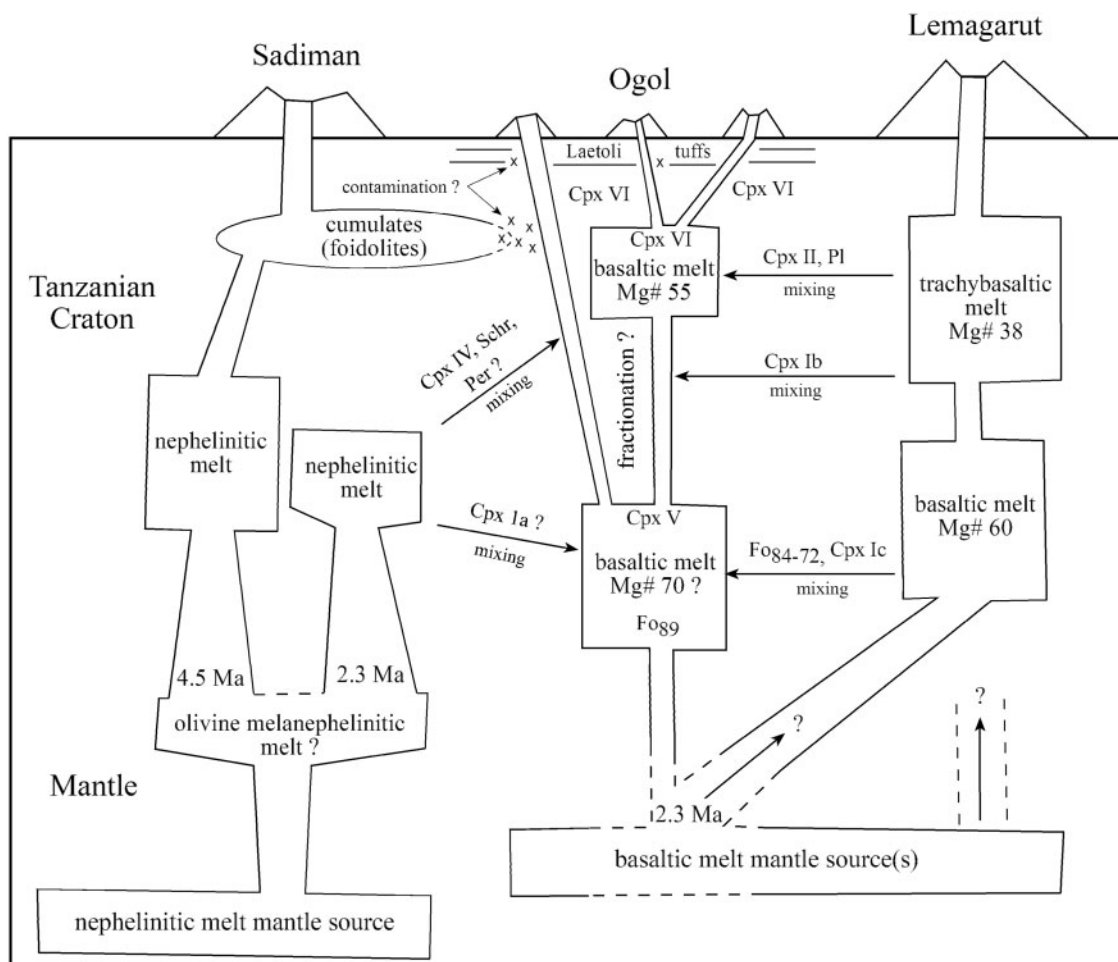 Sadiman
Ogol
Lemagarut
Laetoli
x
tuffs
x
contamination ?
Cpx VI
Cpx VI
x
x
x
x
x
x
cumulates
(foidolites)
Cpx VI
basaltic melt
Mg# 55
Cpx II, Pl
mixing
trachybasaltic
melt
Mg# 38
Tanzanian
Craton
Cpx IV, Schr,
Per ?
mixing
fractionation ?
Cpx Ib
mixing
nephelinitic
melt
nephelinitic
melt
Cpx 1a ?
mixing
Cpx V
basaltic melt
Mg# 70 ?
Fo89
Fo84-72, Cpx Ic
mixing
basaltic melt
Mg# 60
4.5 Ma
2.3 Ma
olivine melanephelinitic
melt ?
?
?
Mantle
2.3 Ma
basaltic melt mantle source(s)
nephelinitic melt mantle source